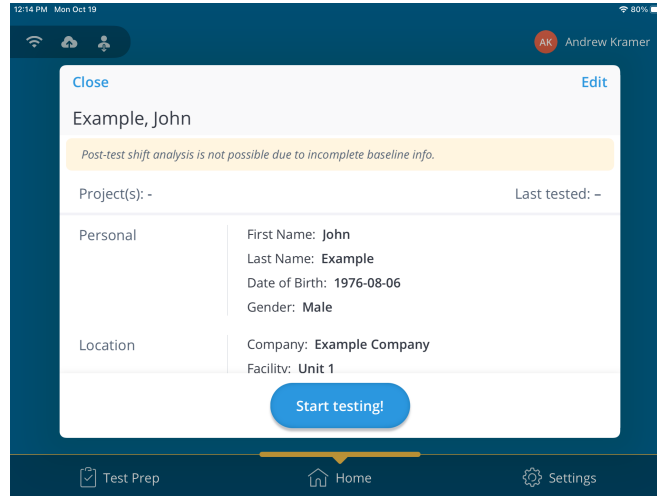 12:14 PM Mon Oct 19 80%
AK Andrew Kramer
Close Edit
Example, John
Post-test shift analysis is not possible due to incomplete baseline info.
Project(s): - Last tested: –
Personal First Name: John
Last Name: Example
Date of Birth: 1976-08-06
Gender: Male
Location Company: Example Company
Facility: Unit 1
Start testing!
Test Prep Home Settings